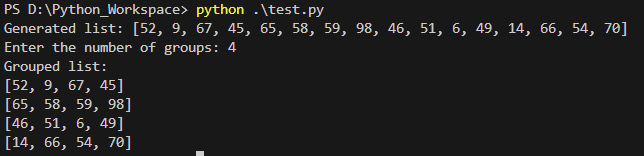 PS D:\Python_Workspace> python .\test.py
Generated list: [52, 9, 67, 45, 65, 58, 59, 98, 46, 51, 6, 49, 14, 66, 54, 70]
Enter the number of groups: 4
Grouped list:
[52, 9, 67, 45]
[65, 58, 59, 98]
[46, 51, 6, 49]
[14, 66, 54, 70]